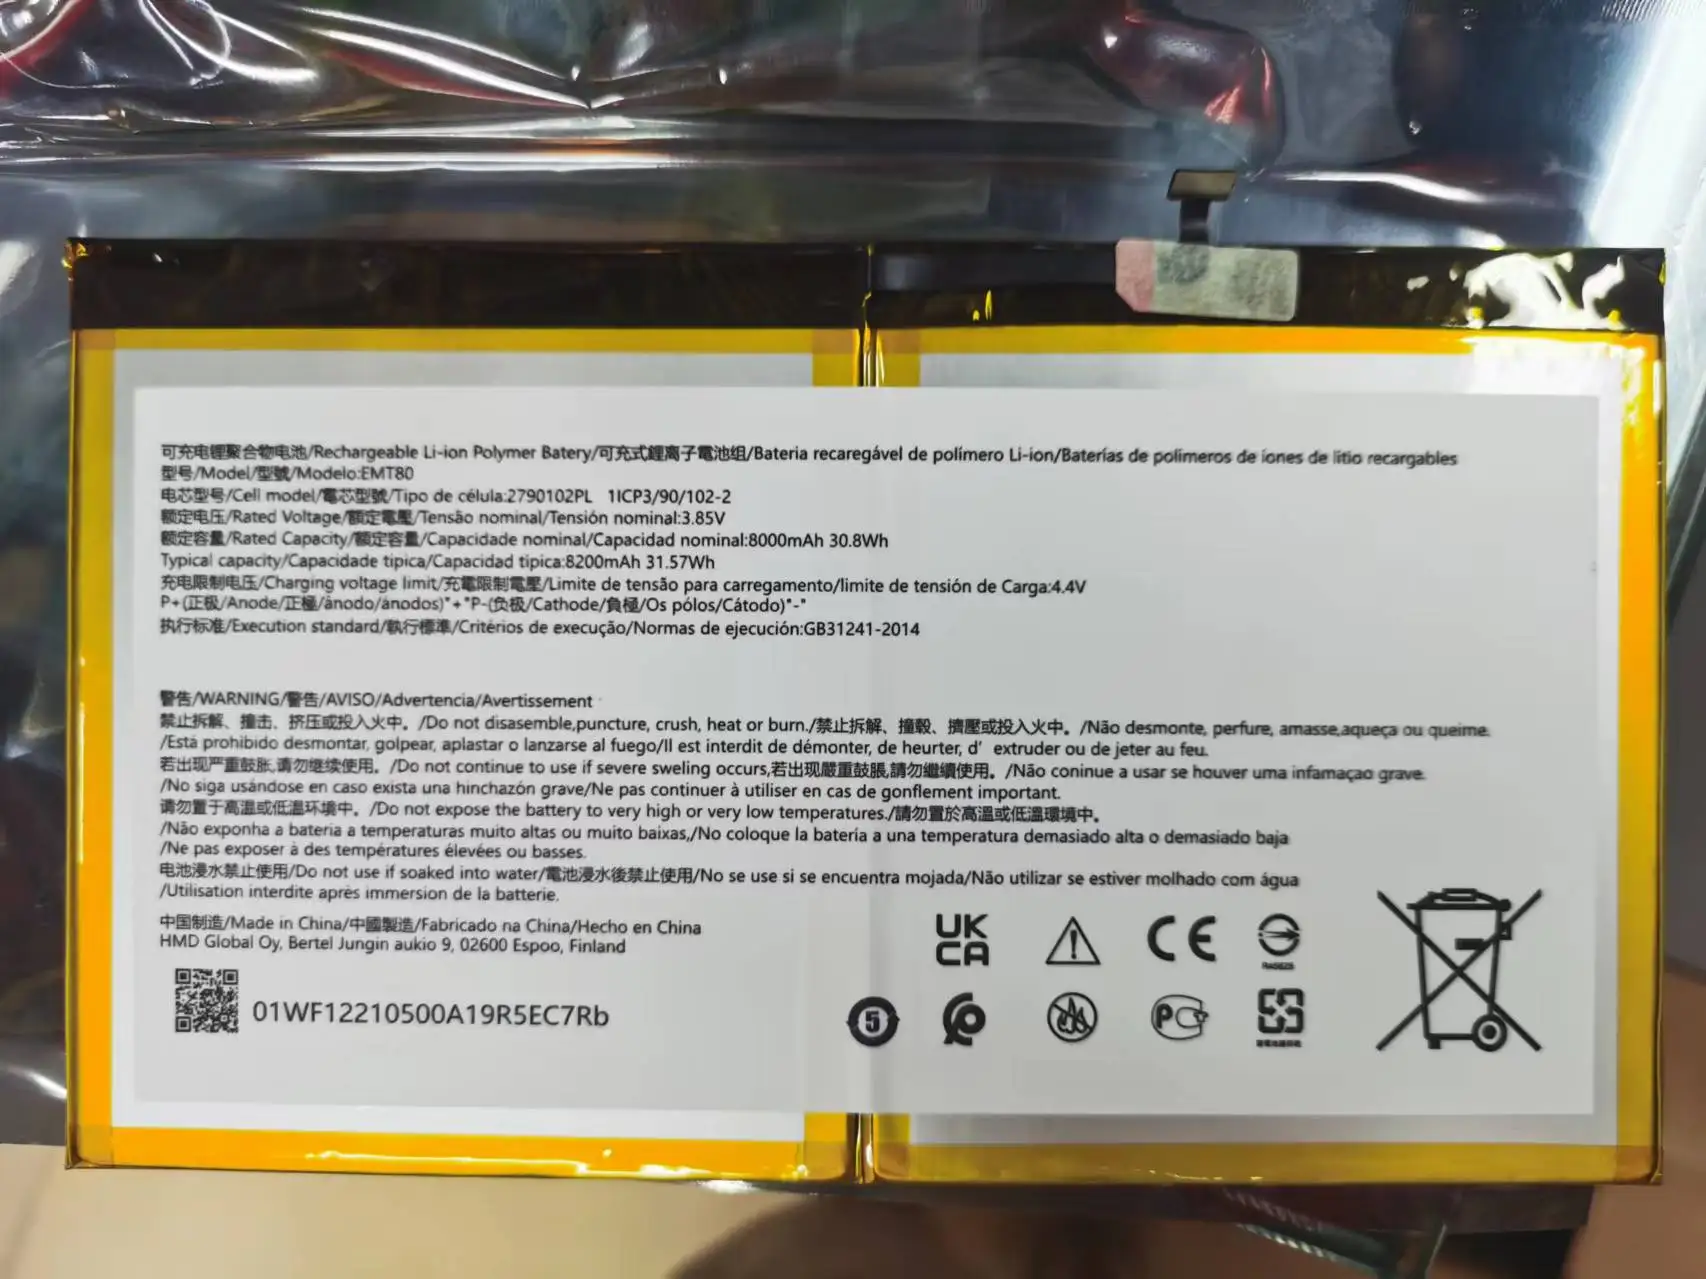 可充电锂聚合物电池/Rechargeable Li-ion Polymer Batery/可充式鋰离子電池组/Bateria recaregável de polímero Li-ion/Baterías de polimeros de iones de litio recargables
型号/Model/型號/Modelo:EMT80
电芯型号/Cell model/電芯型號/Tipo de célula:2790102PL 1ICP3/90/102-2
额定电压/Rated Voltage/額定電壓/Tensão nominal/Tensión nominal:3.85V
额定容量/Rated Capacity/額定容量/Capacidade nominal/Capacidad nominal:8000mAh 30.8Wh
Typical capacity/Capacidade tipica/Capacidad tipica:8200mAh 31.57Wh
充电限制电压/Charging voltage limit/充電限制電壓/Limite de tensão para carregamento/limite de tensión de Carga:4.4V
P+(正极/Anode/正極/ânodo/ánodos)"+"P-(负极/Cathode/負極/Os pólos/Cátodo)"-"
执行标准/Execution standard/執行標準/Critérios de execução/Normas de ejecución:GB31241-2014
警告/WARNING/警告/AVISO/Advertencia/Avertissement
禁止拆解、撞击、挤压或投入火中。/Do not disasemble,puncture, crush, heat or burn./禁止拆解、撞毂、擠壓或投入火中。/Não desmonte, perfure, amasse,aqueça ou queime.
/Está prohibido desmontar, golpear, aplastar o lanzarse al fuego/Il est interdit de démonter, de heurter, d' extruder ou de jeter au feu.
若出现严重鼓胀,请勿继续使用。/Do not continue to use if severe sweling occurs,若出现嚴重鼓脹,請勿繼續使用。/Não coninue a usar se houver uma infamaçao grave.
/No siga usándose en caso exista una hinchazón grave/Ne pas continuer à utiliser en cas de gonflement important.
请勿置于高温或低温环境中。/Do not expose the battery to very high or very low temperatures./請勿置於高溫或低溫環境中。
/Não exponha a bateria a temperaturas muito altas ou muito baixas,/No coloque la batería a una temperatura demasiado alta o demasiado baja
/Ne pas exposer à des températures élevées ou basses.
电池浸水禁止使用/Do not use if soaked into water/電池浸水後禁止使用/No se use si se encuentra mojada/Não utilizar se estiver molhado com água
/Utilisation interdite après immersion de la batterie.
中国制造/Made in China/中國製造/Fabricado na China/Hecho en China
HMD Global Oy, Bertel Jungin aukio 9, 02600 Espoo, Finland
UK
CA
CE
01WF12210500A19R5EC7Rb
5